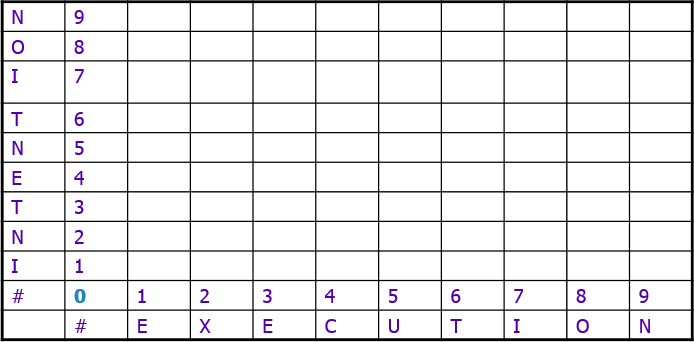 N 9
O 8
I 7
T 6
N 5
E 4
T 3
N 2
I 1
# 0 1 2 3 4 5 6 7 8 9
# E X E C U T I O N